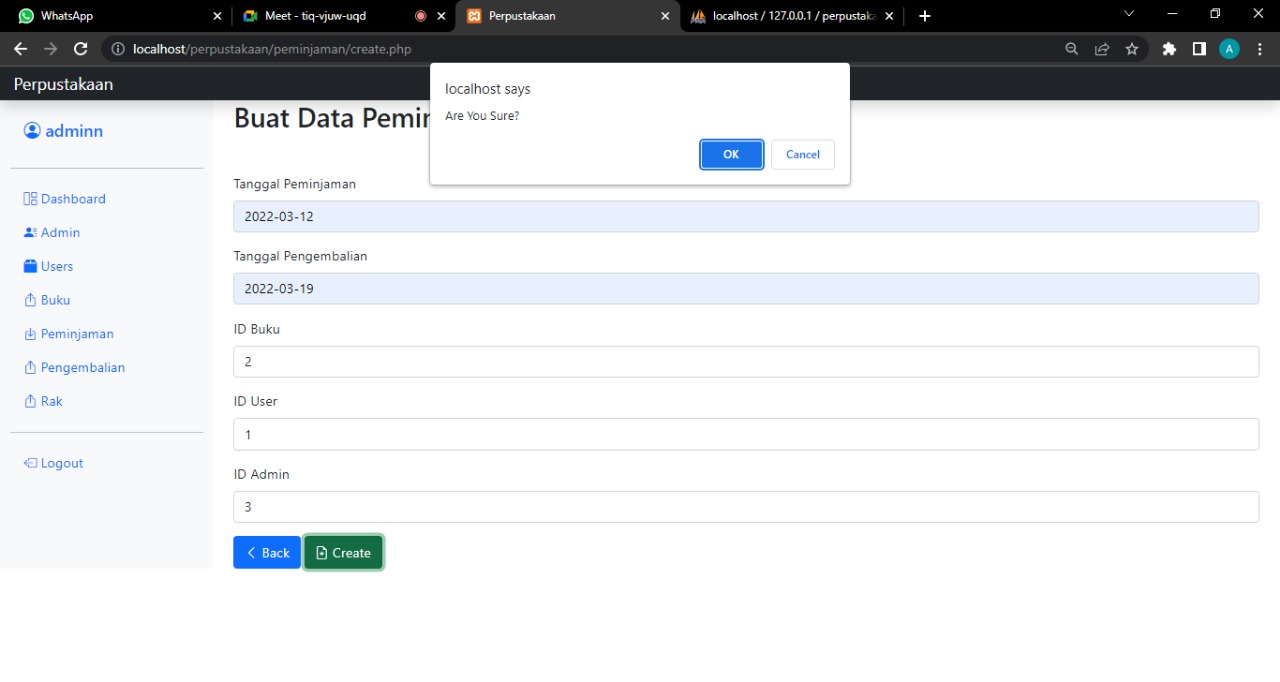 WhatsApp
Meet - tiq-vjuw-uqd
Perpustakaan
localhost / 127.0.0.1 / perpustaka
localhost/perpustakaan/peminjaman/create.php
A
Perpustakaan
localhost says
Are You Sure?
OK
Cancel
adminn
Dashboard
Admin
Users
Buku
Peminjaman
Pengembalian
Rak
Logout
Buat Data Pemin
Tanggal Peminjaman
2022-03-12
Tanggal Pengembalian
2022-03-19
ID Buku
2
ID User
1
ID Admin
3
Back
Create